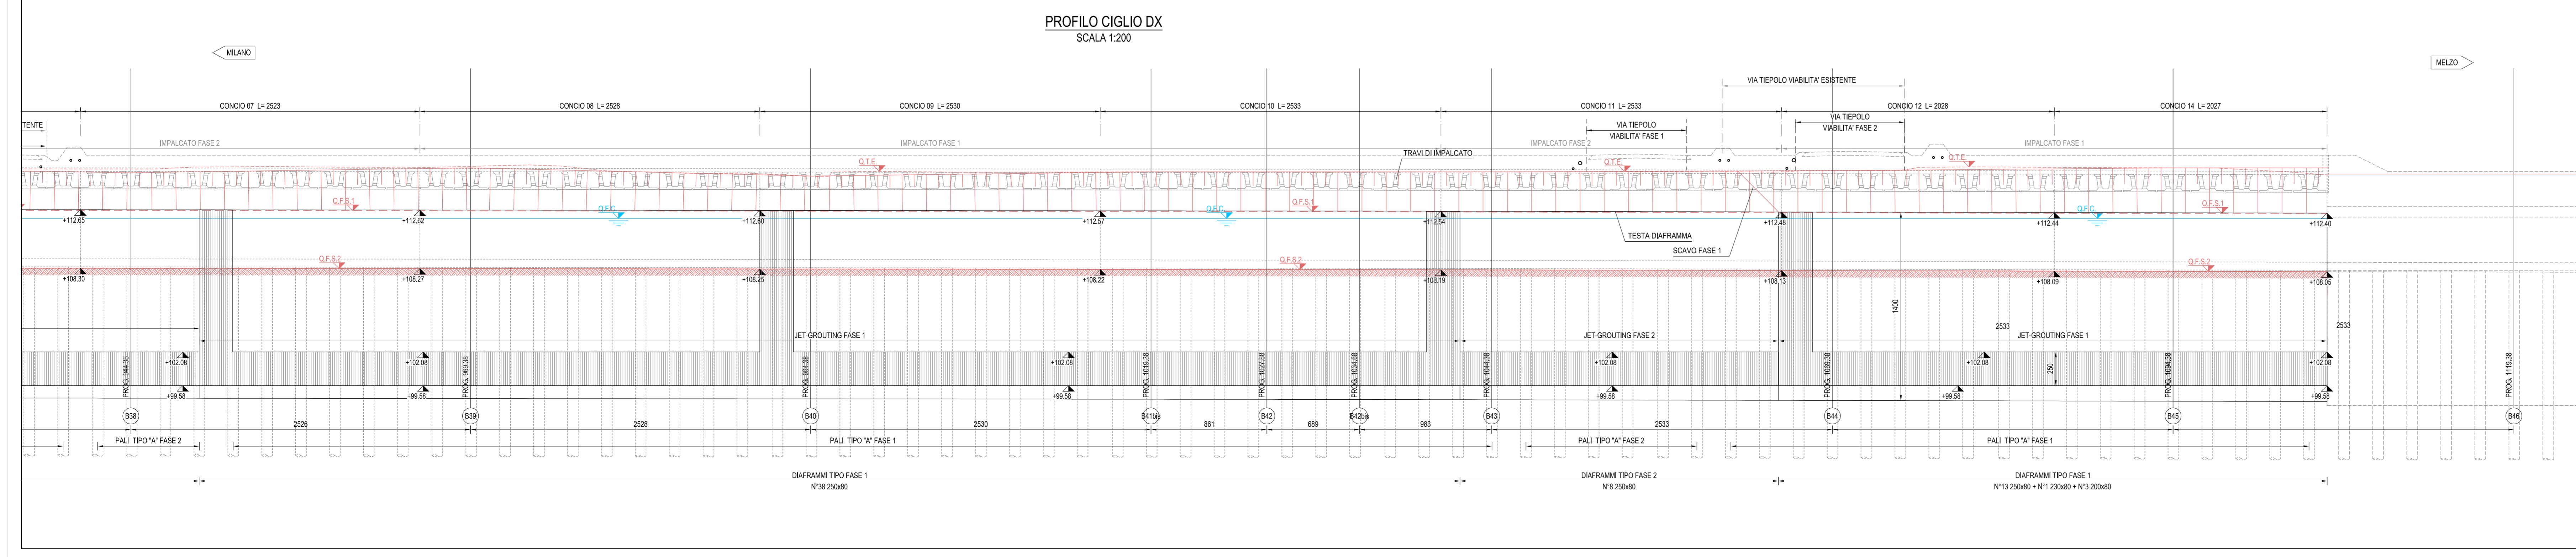 PROFILO CIGLIO DX
SCALA 1:200
MILANO
MELZO
VIA TIEPOLO VIABILITA' ESISTENTE
CONCIO 07 L= 2523
CONCIO 08 L= 2528
CONCIO 09 L= 2530
CONCIO 10 L= 2533
CONCIO 11 L= 2533
CONCIO 12 L= 2028
CONCIO 14 L= 2027
TENTE
VIA TIEPOLO
VIABILITA' FASE 1
VIA TIEPOLO
VIABILITA' FASE 2
IMPALCATO FASE 2
IMPALCATO FASE 1
IMPALCATO FASE 2
IMPALCATO FASE 1
TRAVI DI IMPALCATO
Q.T.E.
Q.T.E.
Q.T.E.
Q.F.S.1
Q.F.C.
Q.F.C.
Q.F.S.1
Q.F.C.
Q.F.S.1
+112.65
+112.62
+112.60
+112.57
+112.54
+112.48
+112.44
+112.40
TESTA DIAFRAMMA
SCAVO FASE 1
Q.F.S.2
Q.F.S.2
Q.F.S.2
+108.30
+108.27
+108.25
+108.22
+108.19
+108.13
+108.09
+108.05
1400
2533
2533
JET-GROUTING FASE 1
JET-GROUTING FASE 2
JET-GROUTING FASE 1
+102.08
+102.08
+102.08
+102.08
+102.08
+102.08
250
PROG. 944.38
PROG. 969.38
PROG. 994.38
PROG. 1019.38
PROG. 1027.88
PROG. 1034.68
PROG. 1044.38
PROG. 1069.38
PROG. 1094.38
PROG. 1119.38
+99.58
+99.58
+99.58
+99.58
+99.58
+99.58
B38
B39
B40
B41bis
B42
B42bis
B43
B44
B45
B46
2526
2528
2530
861
689
983
2533
PALI TIPO "A" FASE 2
PALI TIPO "A" FASE 1
PALI TIPO "A" FASE 2
PALI TIPO "A" FASE 1
DIAFRAMMI TIPO FASE 1
N°38 250x80
DIAFRAMMI TIPO FASE 2
N°8 250x80
DIAFRAMMI TIPO FASE 1
N°13 250x80 + N°1 230x80 + N°3 200x80